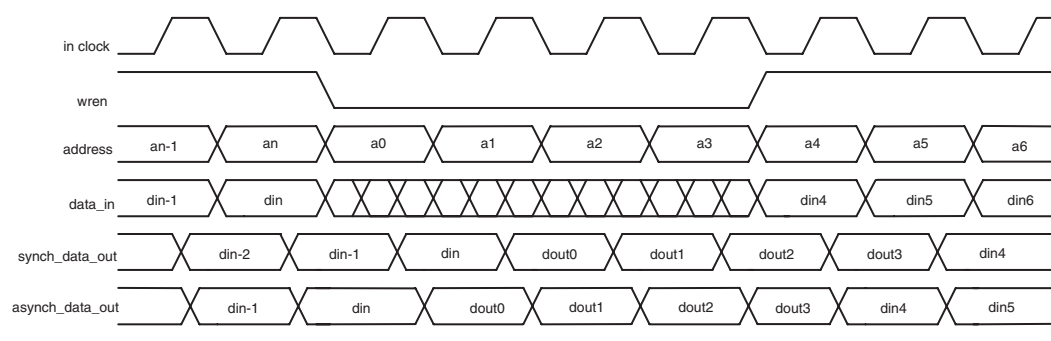 in clock
wren
address an-1 an a0 a1 a2 a3 a4 a5 a6
data_in din-1 din din4 din5 din6
synch_data_out din-2 din-1 din dout0 dout1 dout2 dout3 din4
asynch_data_out din-1 din dout0 dout1 dout2 dout3 din4 din5